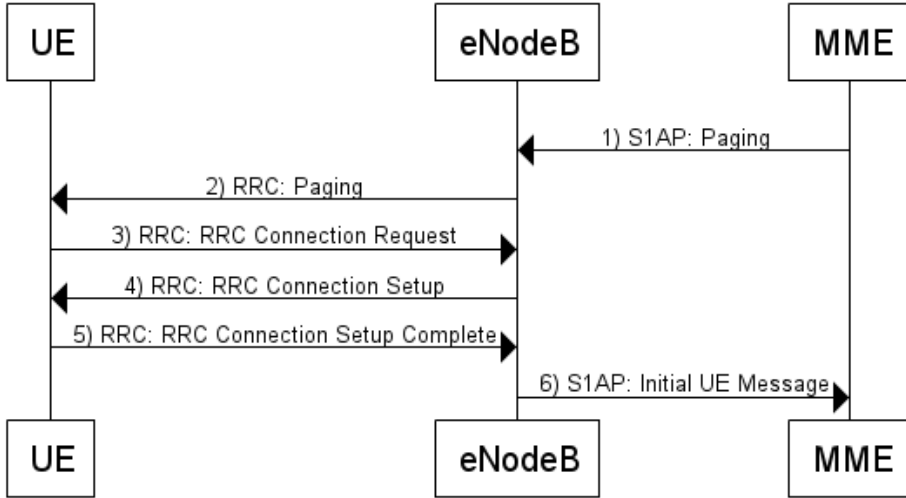 UE
eNodeB
MME
1) S1AP: Paging
2) RRC: Paging
3) RRC: RRC Connection Request
4) RRC: RRC Connection Setup
5) RRC: RRC Connection Setup Complete
6) S1AP: Initial UE Message
UE
eNodeB
MME